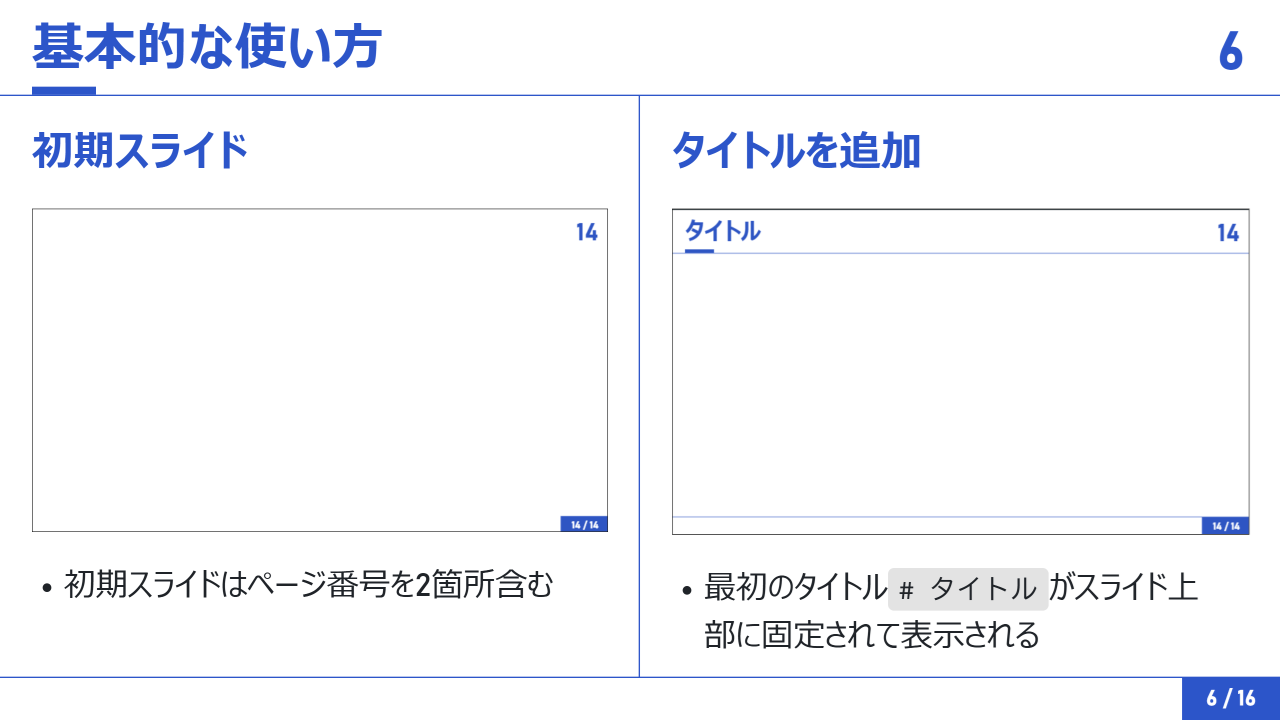 基本的な使い方
6
初期スライド
14
14 / 14
• 初期スライドはページ番号を2箇所含む
タイトルを追加
タイトル
14
14 / 14
• 最初のタイトル # タイトル がスライド上
部に固定されて表示される
6 / 16